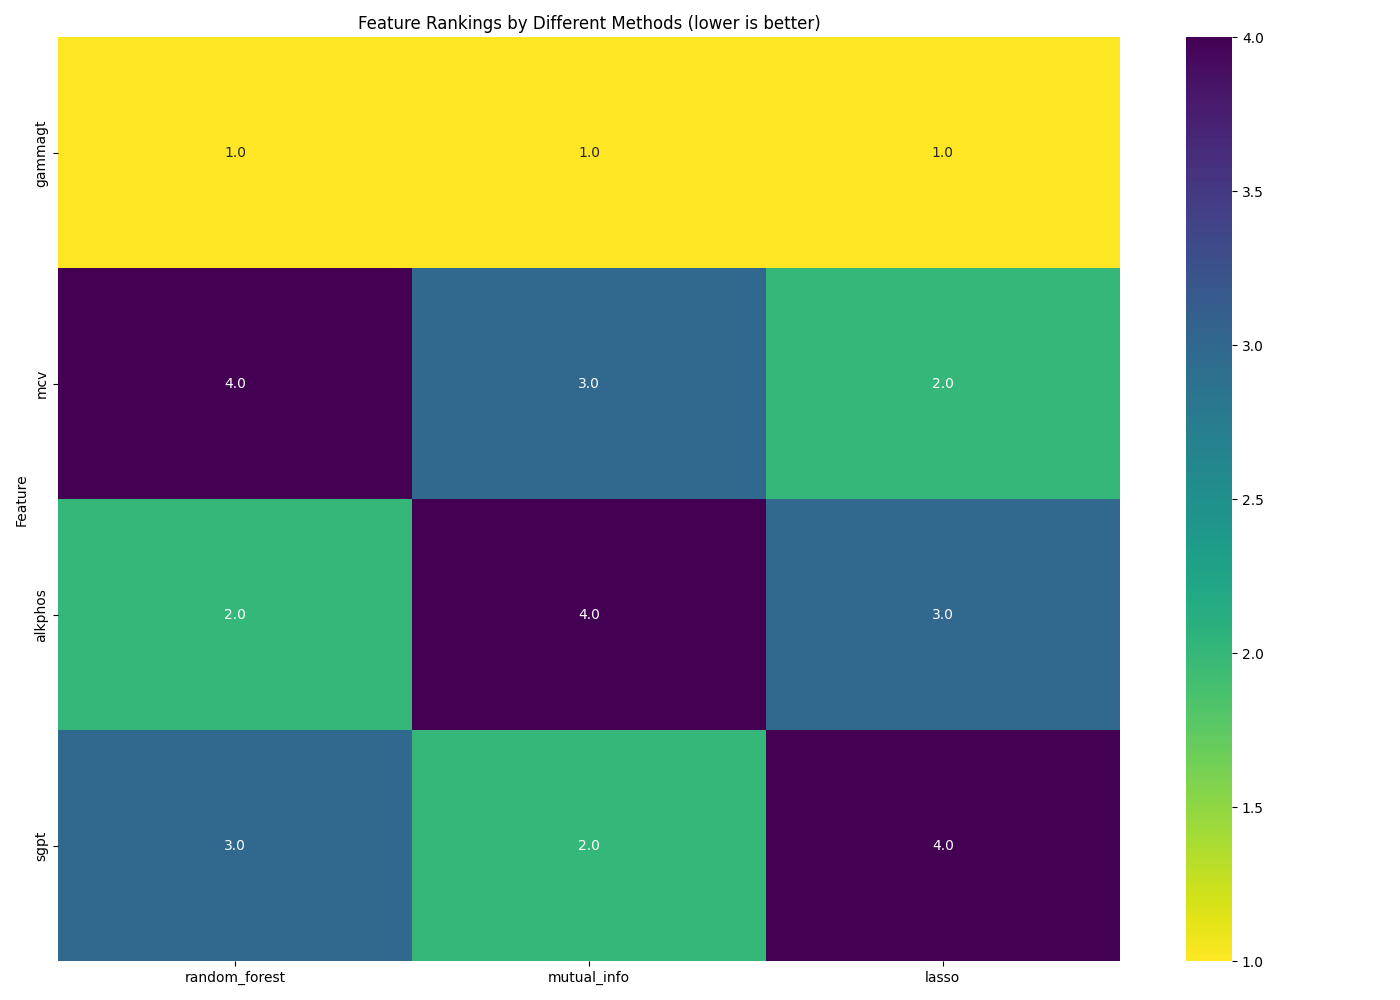 Feature Rankings by Different Methods (lower is better)
Feature
gammagt
1.0 1.0 1.0
mcv
4.0 3.0 2.0
alkphos
2.0 4.0 3.0
sgpt
3.0 2.0 4.0
random_forest mutual_info lasso
4.0
3.5
3.0
2.5
2.0
1.5
1.0